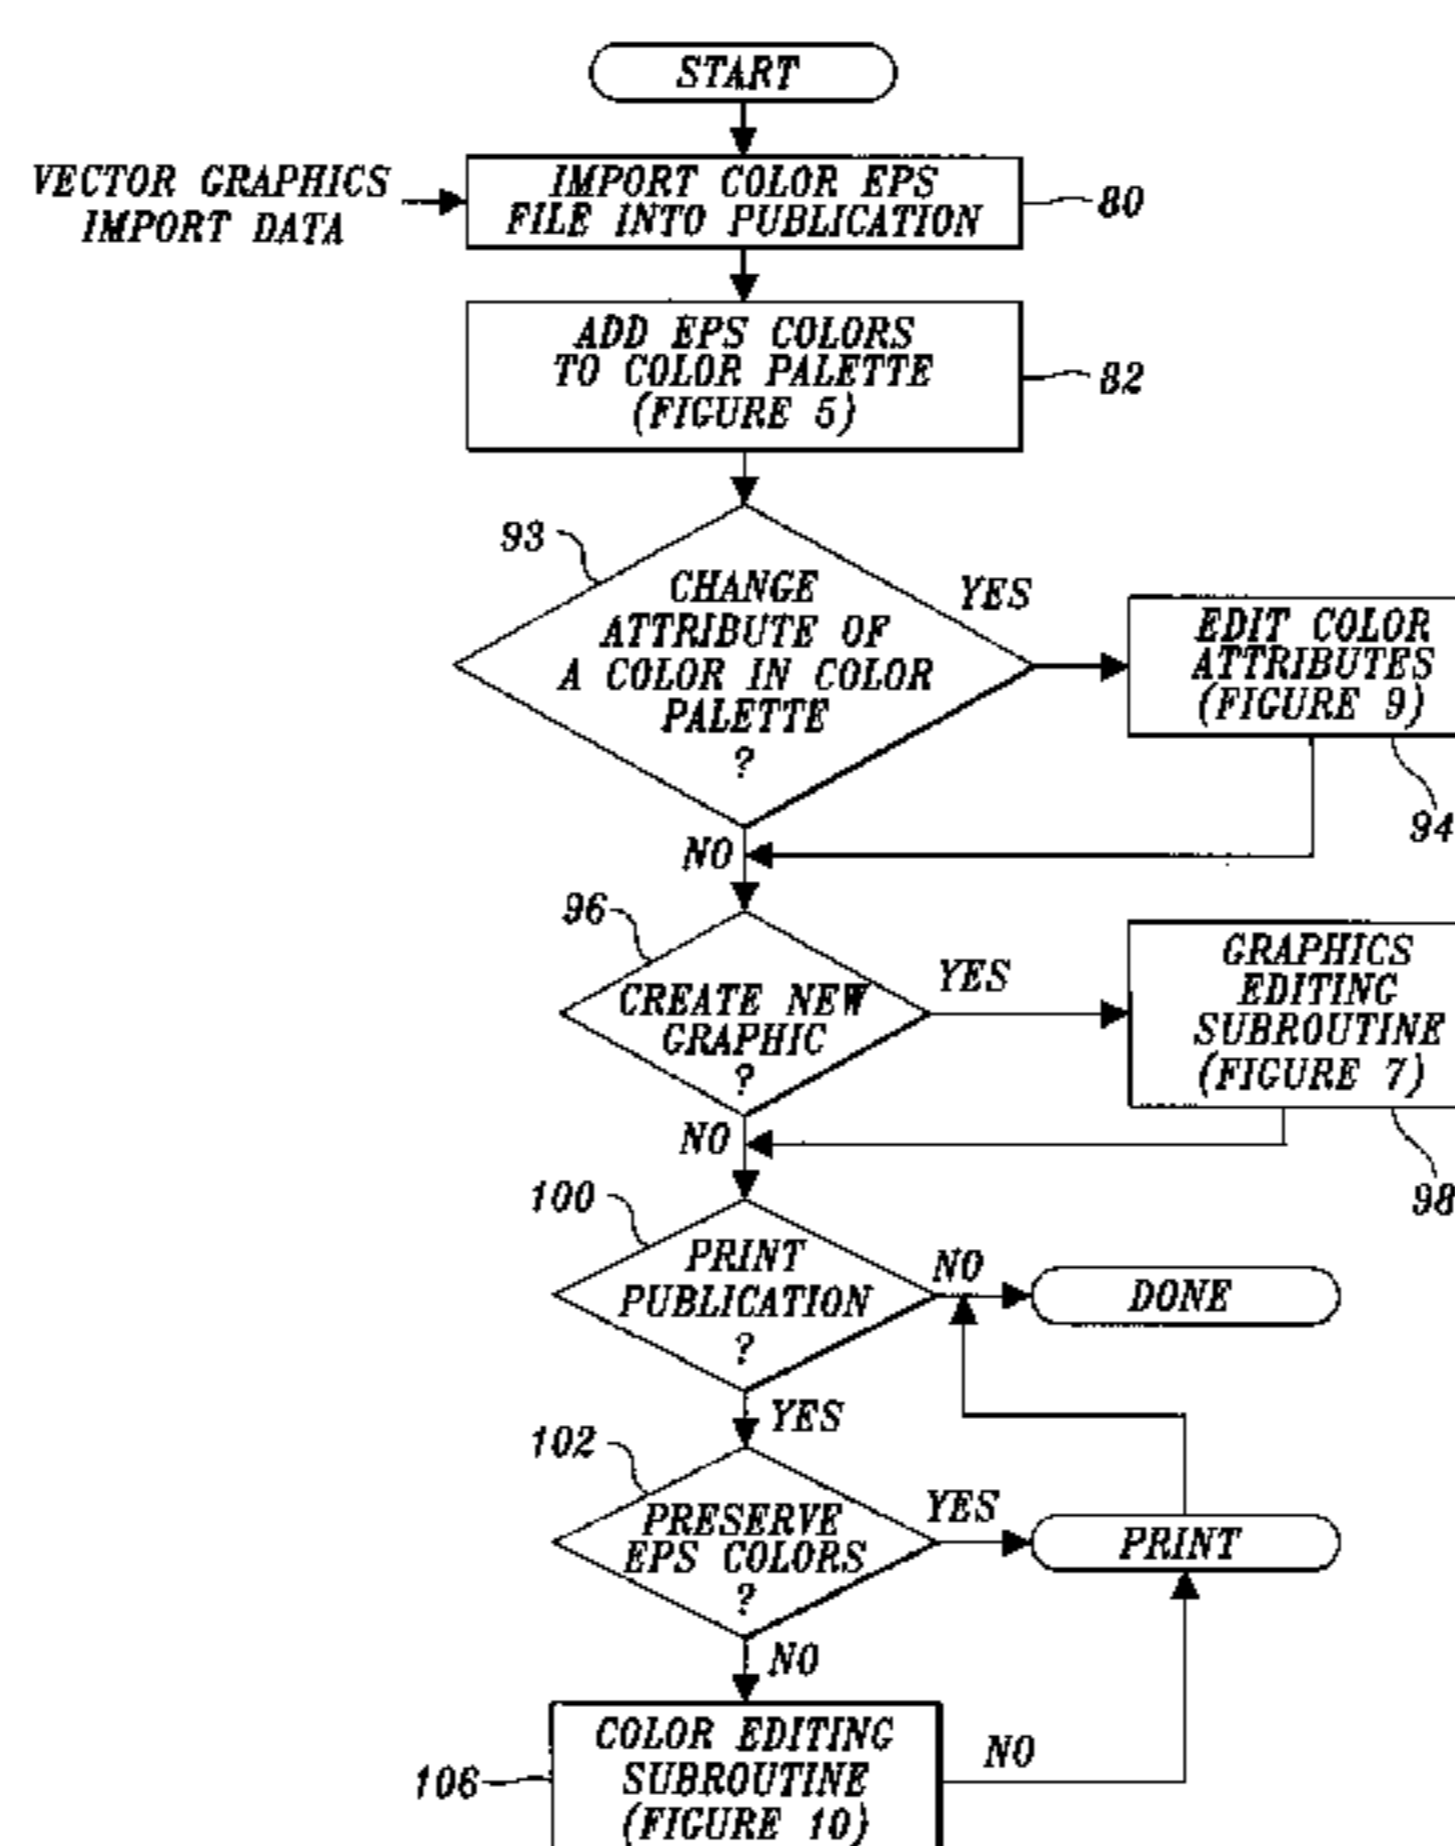 START
VECTOR GRAPHICS
IMPORT DATA
IMPORT COLOR EPS
FILE INTO PUBLICATION
80
ADD EPS COLORS
TO COLOR PALETTE
(FIGURE 5)
82
93
CHANGE
ATTRIBUTE OF
A COLOR IN COLOR
PALETTE
?
YES
EDIT COLOR
ATTRIBUTES
(FIGURE 9)
94
NO
96
CREATE NEW
GRAPHIC
?
YES
GRAPHICS
EDITING
SUBROUTINE
(FIGURE 7)
98
NO
100
PRINT
PUBLICATION
?
NO
DONE
YES
102
PRESERVE
EPS COLORS
?
YES
PRINT
NO
COLOR EDITING
SUBROUTINE
(FIGURE 10)
NO
106